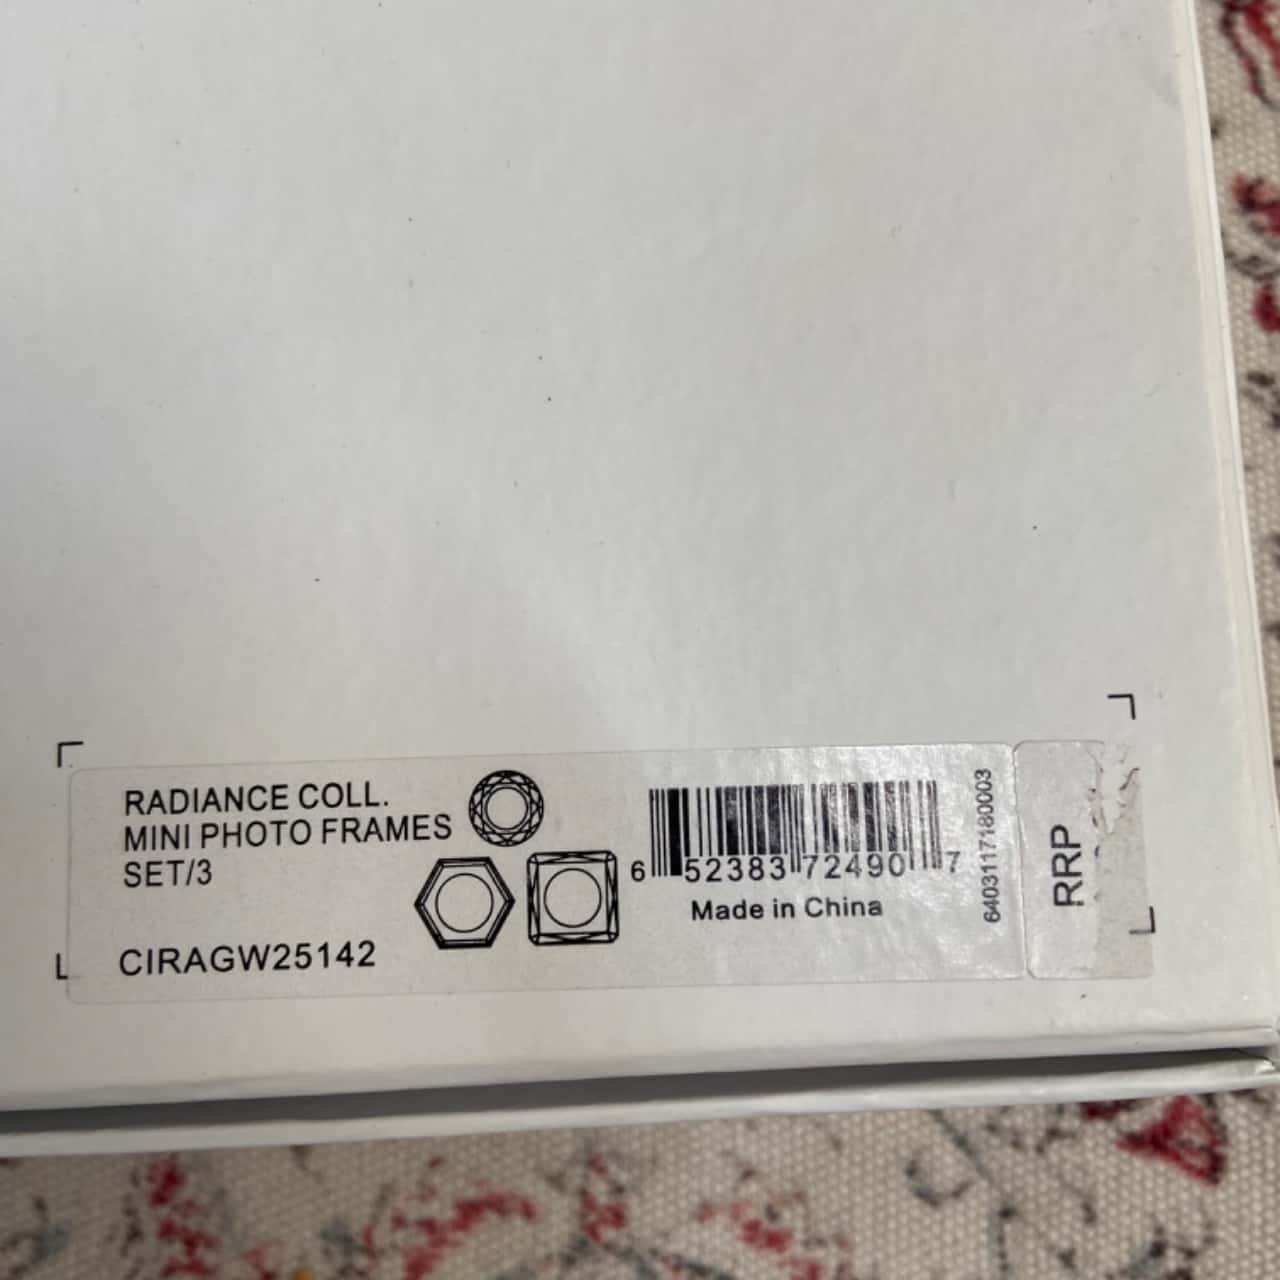 RADIANCE COLL.
MINI PHOTO FRAMES
SET/3
CIRAGW25142
6 52383 72490 7
Made in China
6403117180003
RRP